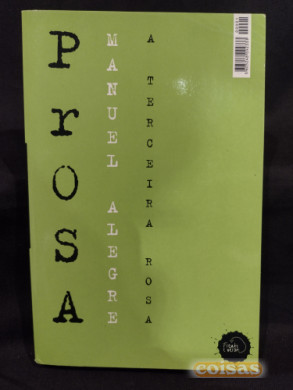 PrOSA
MANUEL ALEGRE
A TERCEIRA ROSA
coisas